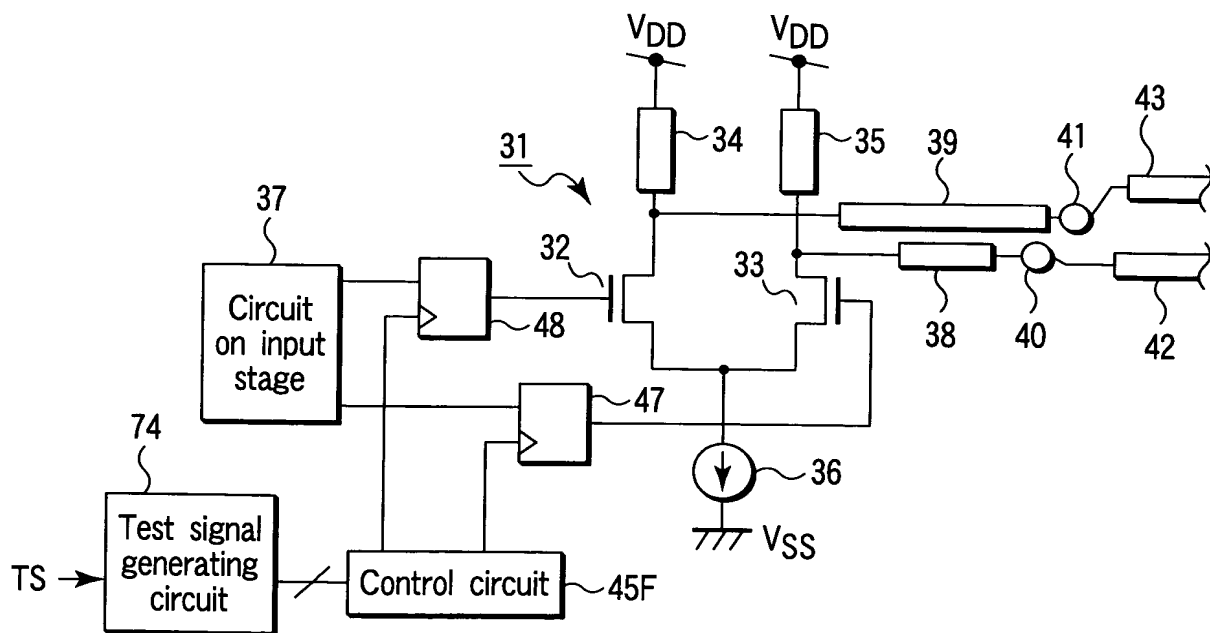 VDD
VDD
43
34
35
41
39
31
37
32
33
Circuit
on input
stage
48
38
40
42
47
74
36
Test signal
generating
circuit
VSS
TS
Control circuit
45F